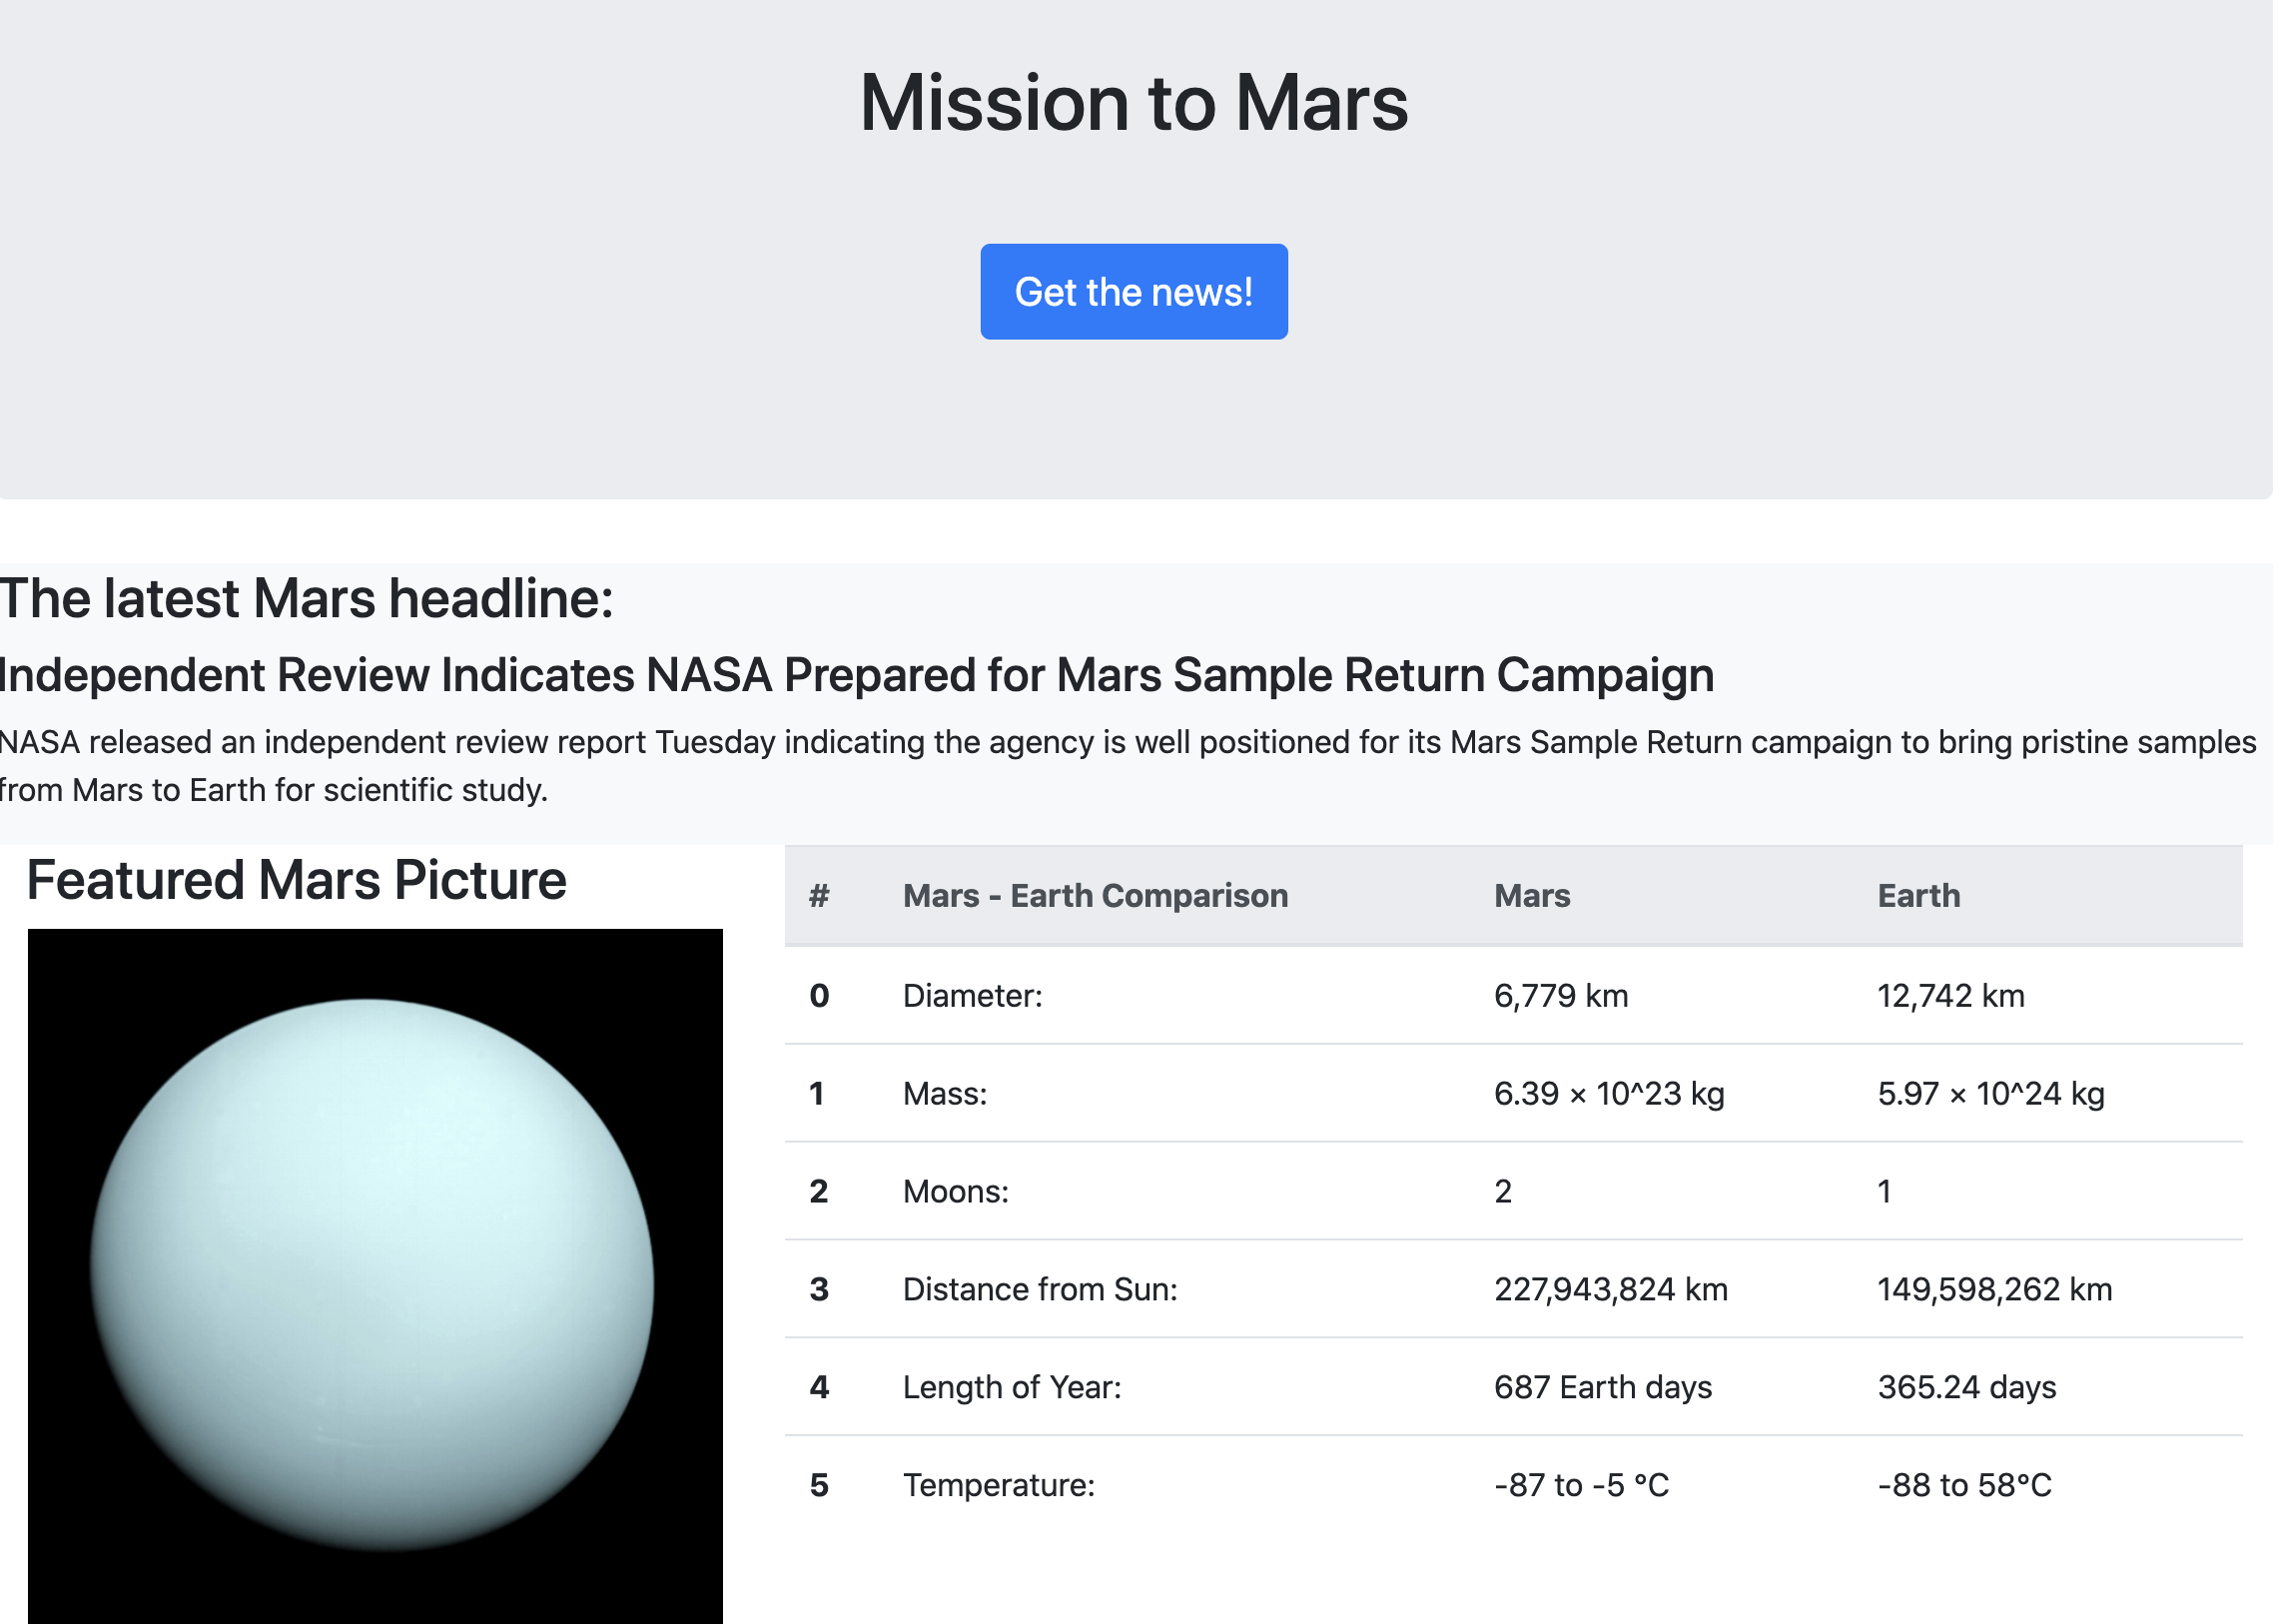 Mission to Mars
Get the news!
The latest Mars headline:
Independent Review Indicates NASA Prepared for Mars Sample Return Campaign
NASA released an independent review report Tuesday indicating the agency is well positioned for its Mars Sample Return campaign to bring pristine samples
from Mars to Earth for scientific study.
Featured Mars Picture
# Mars - Earth Comparison Mars Earth
0 Diameter: 6,779 km 12,742 km
1 Mass: 6.39 × 10^23 kg 5.97 × 10^24 kg
2 Moons: 2 1
3 Distance from Sun: 227,943,824 km 149,598,262 km
4 Length of Year: 687 Earth days 365.24 days
5 Temperature: -87 to -5 °C -88 to 58°C